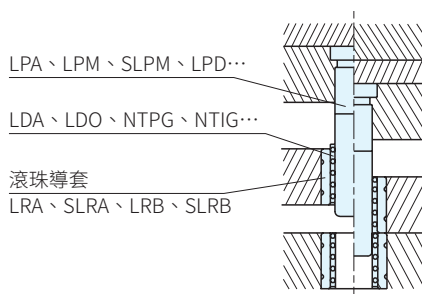 LPA、LPM、SLPM、LPD…
LDA、LDO、NTPG、NTIG…
滾珠導套
LRA、SLRA、LRB、SLRB